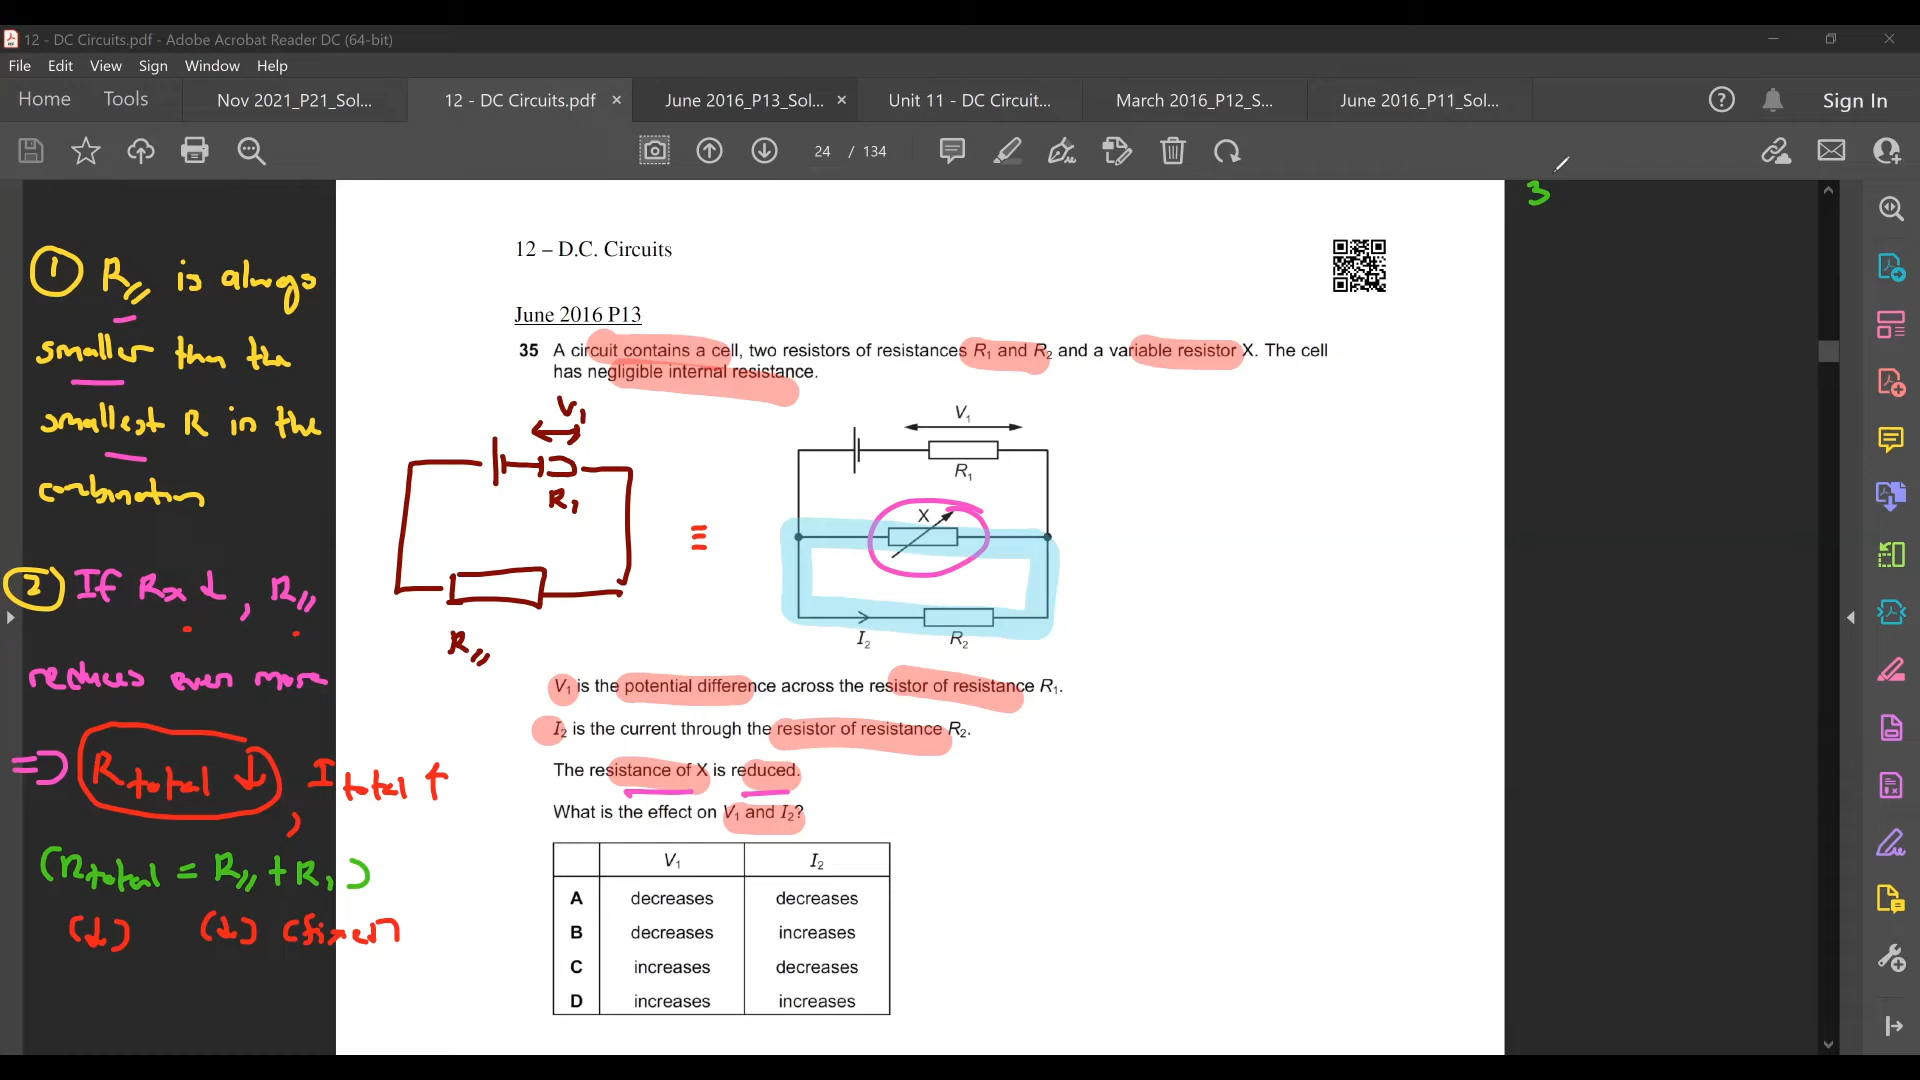 12 - DC Circuits.pdf - Adobe Acrobat Reader DC (64-bit)
File Edit View Sign Window Help
Home Tools Nov 2021_P21_Sol... 12 - DC Circuits.pdf × June 2016_P13_Sol... × Unit 11 - DC Circuit... March 2016_P12_S... June 2016_P11_Sol... Sign In
24 / 134
3
① R// is always
smaller than the
smallest R in the
combination
② If Rx ↓, R//
reduces even more
=> R total ↓, I total ↑
(R total = R// + R1)
(↓) (↓) (fixed)
12 – D.C. Circuits
June 2016 P13
35 A circuit contains a cell, two resistors of resistances R1 and R2 and a variable resistor X. The cell
has negligible internal resistance.
V1
R1
R//
≡
V1
R1
X
I2 R2
V1 is the potential difference across the resistor of resistance R1.
I2 is the current through the resistor of resistance R2.
The resistance of X is reduced.
What is the effect on V1 and I2?
V1 I2
A decreases decreases
B decreases increases
C increases decreases
D increases increases